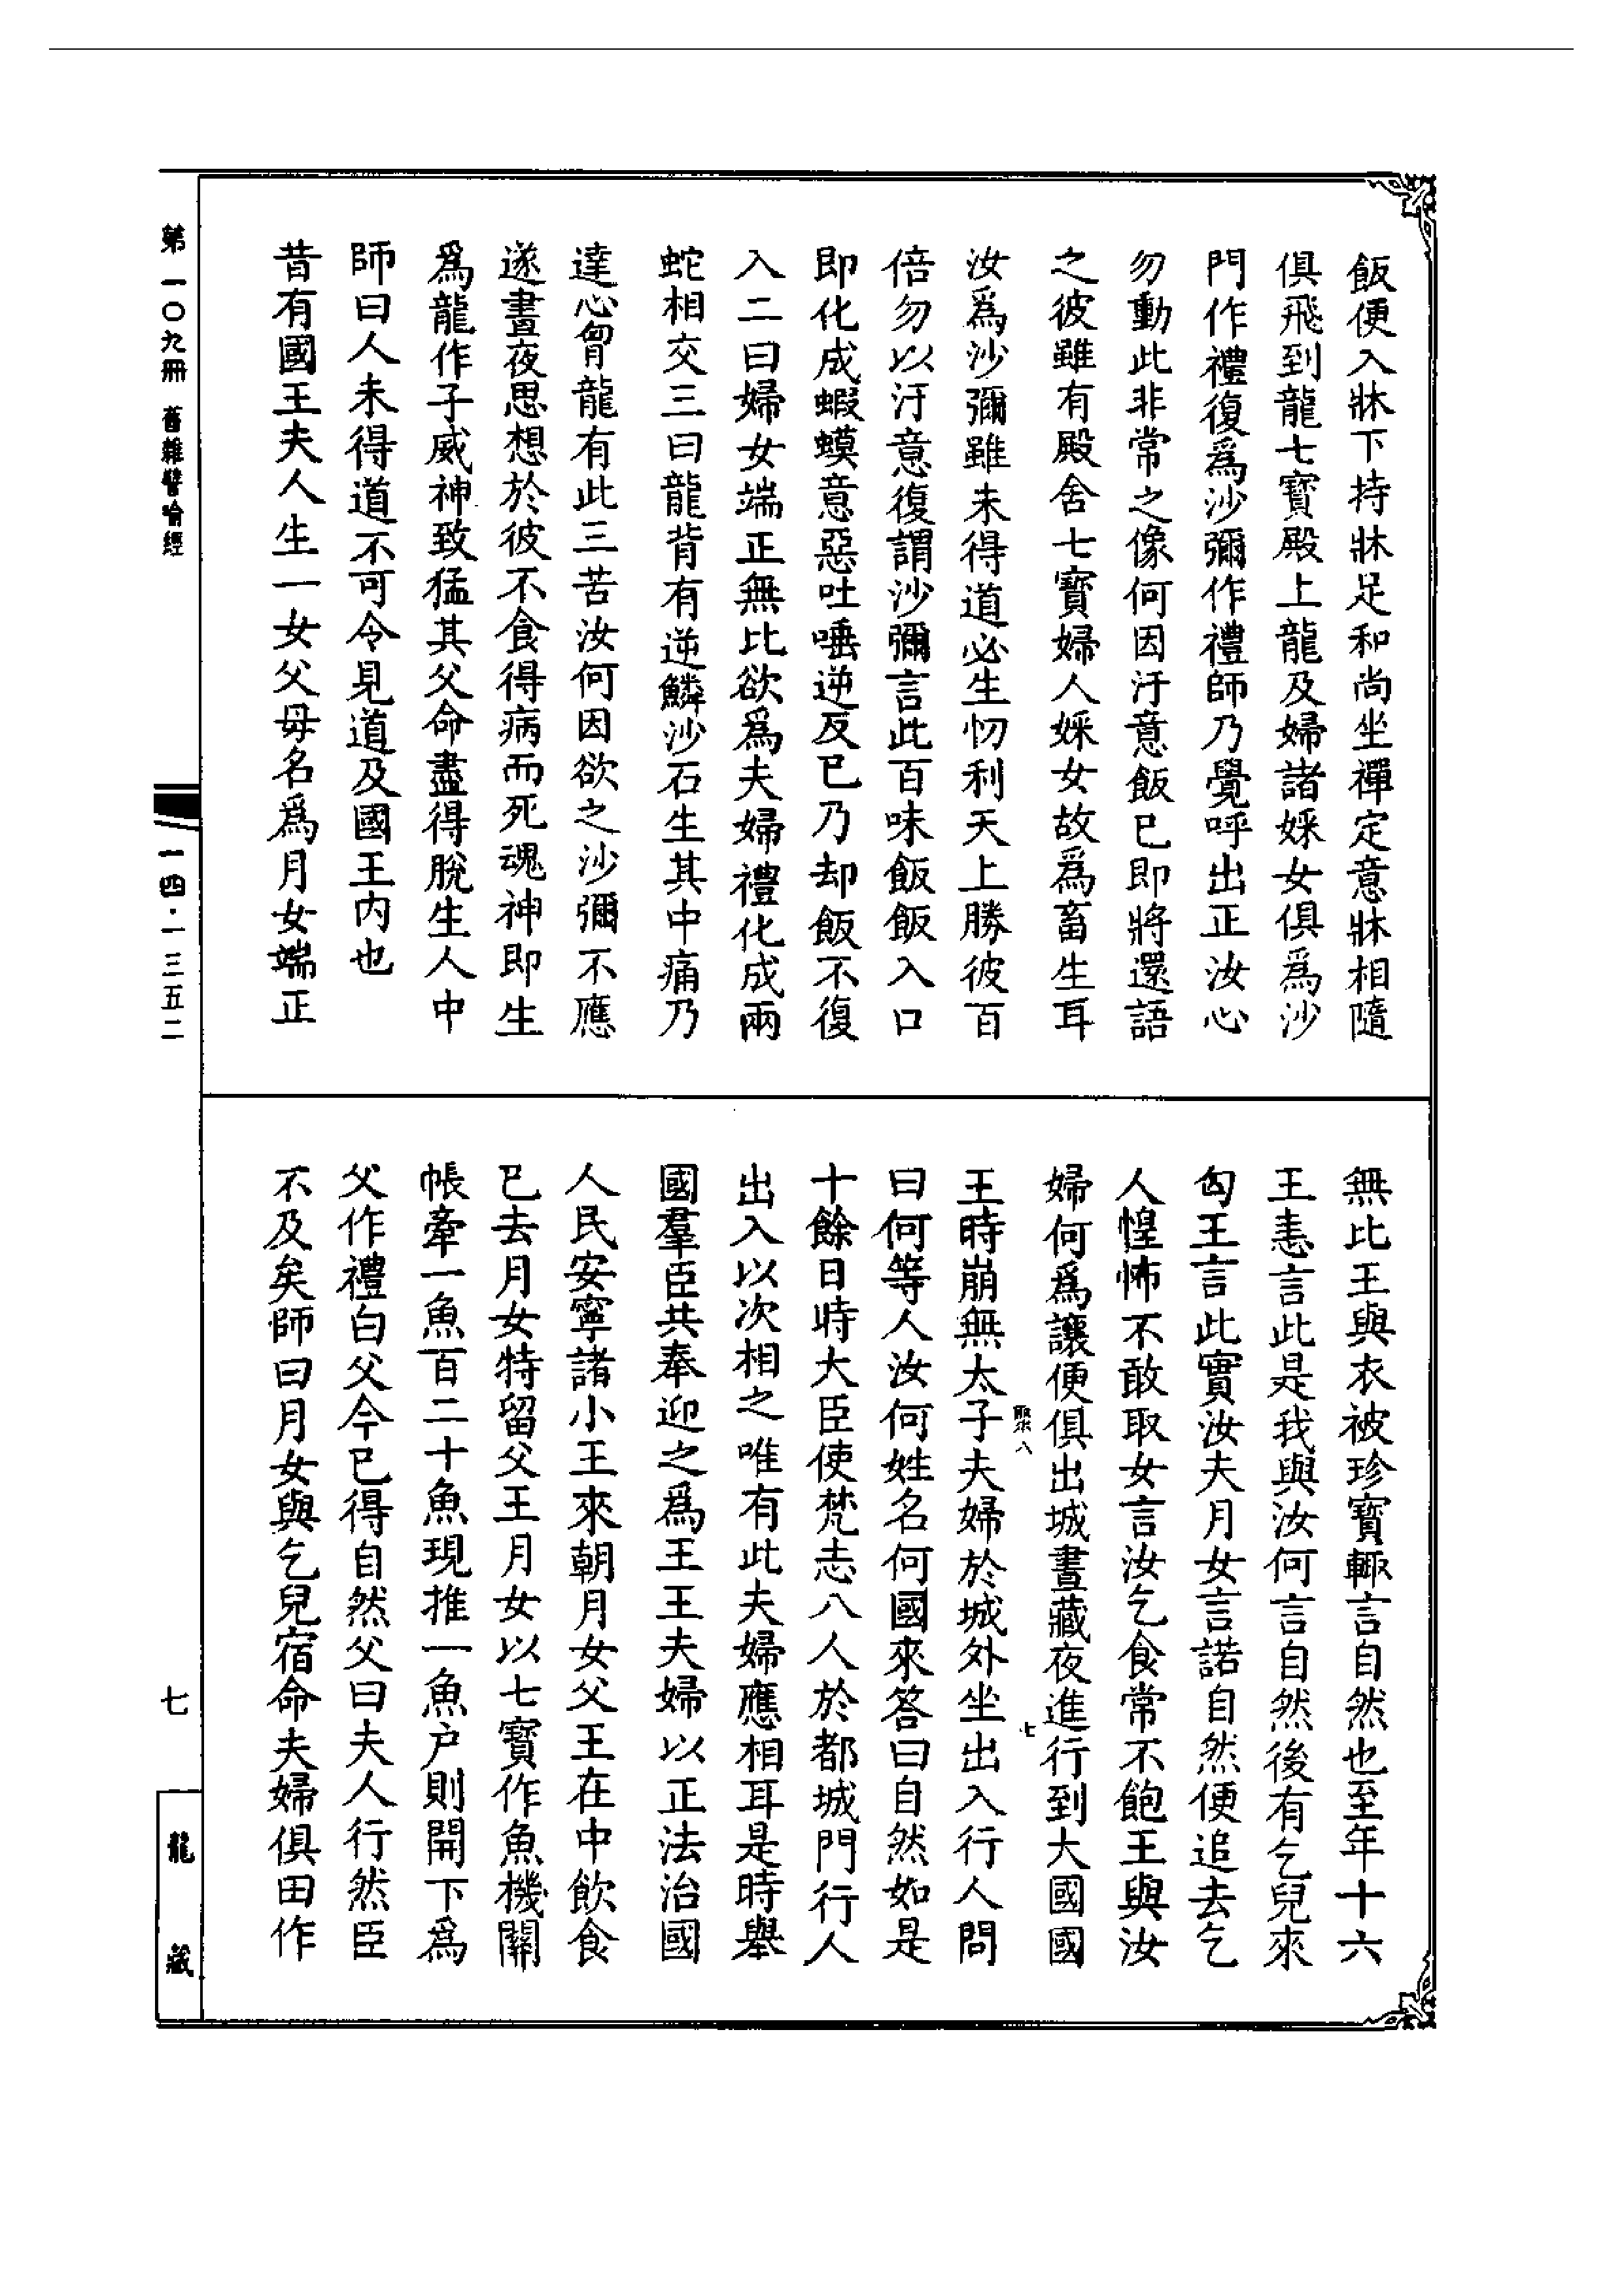 飯便入牀下持牀足和尚坐禪定意牀相隨
俱飛到龍七寶殿上龍及婦諸婇女俱爲沙
門作禮復爲沙彌作禮師乃覺呼出正汝心
勿動此非常之像何因汙意飯已即將還語
之彼雖有殿舍七寶婦人婇女故爲畜生耳
汝爲沙彌雖未得道必生忉利天上勝彼百
倍勿以汙意復謂沙彌言此百味飯飯入口
即化成蝦蟆意惡吐唾逆反已乃却飯不復
入二曰婦女端正無比欲爲夫婦禮化成兩
蛇相交三曰龍背有逆鱗沙石生其中痛乃
達心胷龍有此三苦汝何因欲之沙彌不應
遂晝夜思想於彼不食得病而死魂神即生
爲龍作子威神致猛其父命盡得脫生人中
師曰人未得道不可令見道及國王內也
昔有國王夫人生一女父母名爲月女端正
無比王與衣被珍寶輒言自然也至年十六
王恚言此是我與汝何言自然後有乞兒來
匃王言此實汝夫月女言諾自然便追去乞
人惶怖不敢取女言汝乞食常不飽王與汝
婦何爲讓便俱出城晝藏夜進行到大國國
聚八
七
王時崩無太子夫婦於城外坐出入行人問
曰何等人汝何姓名何國來答曰自然如是
十餘日時大臣使梵志八人於都城門行人
出入以次相之唯有此夫婦應相耳是時舉
國羣臣共奉迎之爲王王夫婦以正法治國
人民安寧諸小王來朝月女父王在中飲食
已去月女特留父王月女以七寶作魚機關
帳牽一魚百二十魚現推一魚戶則開下爲
父作禮白父今已得自然父曰夫人行然臣
不及矣師曰月女與乞兒宿命夫婦俱田作
第一〇九冊 舊雜譬喻經
一四·一三五二
七
龍藏